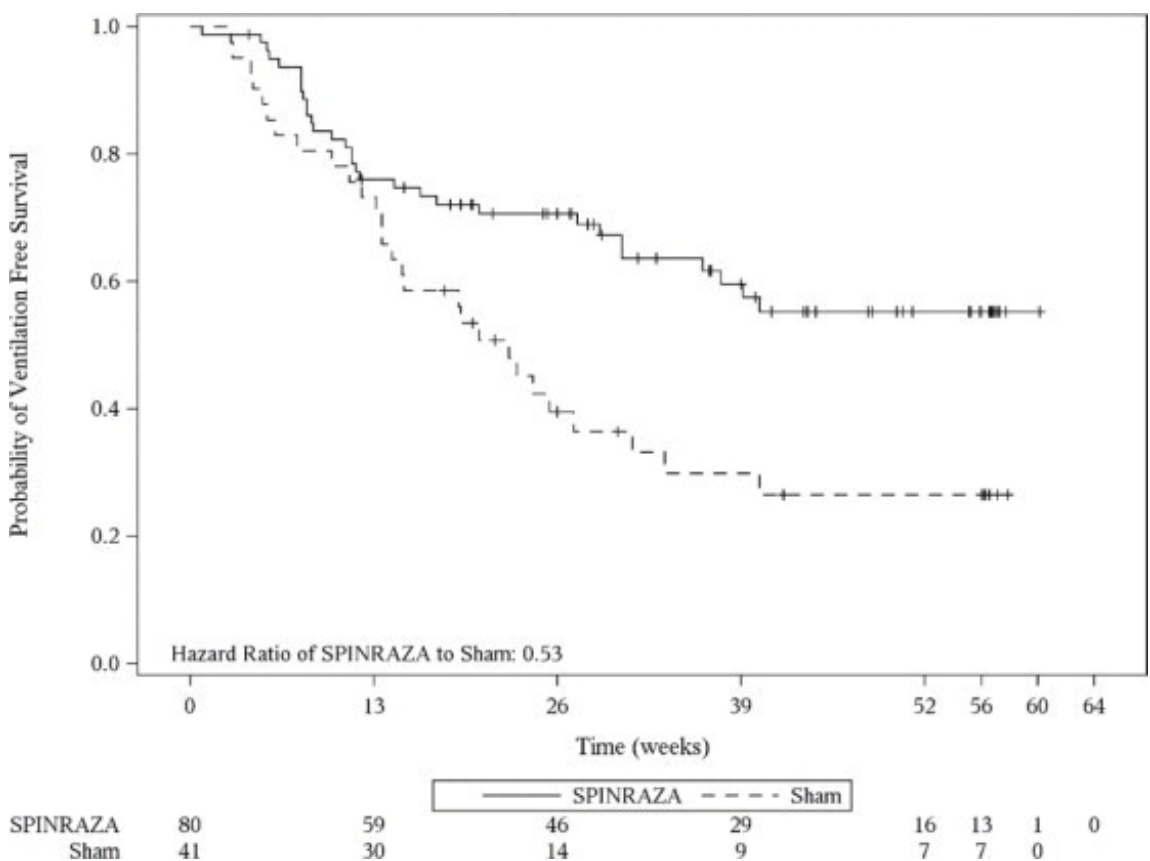 1.0
0.8
0.6
0.4
0.2
0.0
Probability of Ventilation Free Survival
Hazard Ratio of SPINRAZA to Sham: 0.53
0 13 26 39 52 56 60 64
Time (weeks)
SPINRAZA Sham
SPINRAZA 80 59 46 29 16 13 1 0
Sham 41 30 14 9 7 7 0